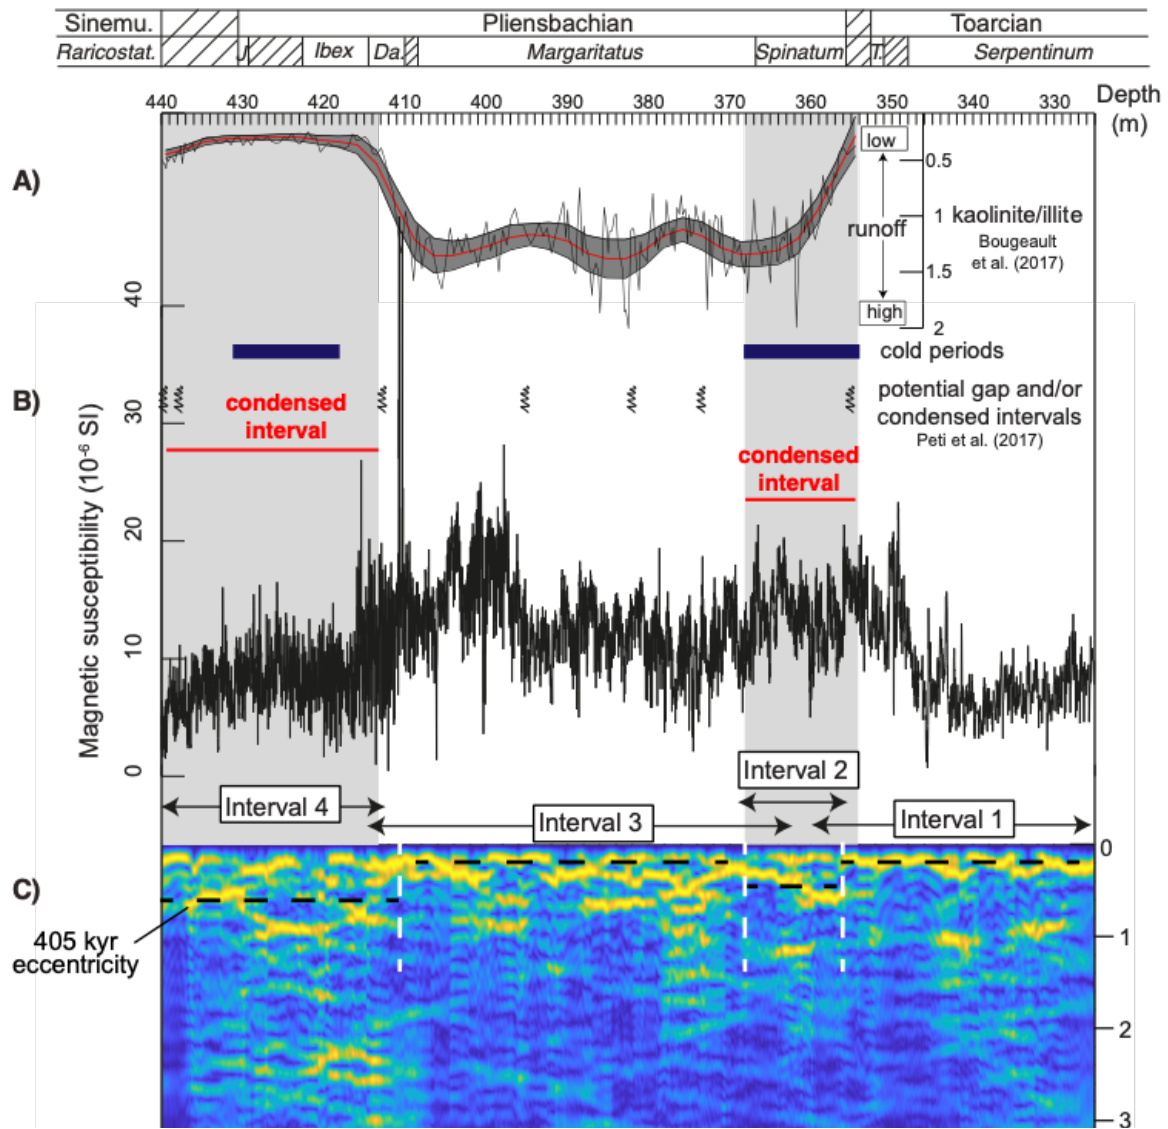 Sinemu. Pliensbachian Toarcian
Raricostat. J Ibex Da. Margaritatus Spinatum T. Serpentinum
440 430 420 410 400 390 380 370 360 350 340 330 Depth
(m)
A)
low
0.5
1
runoff
kaolinite/illite
Bougeault
et al. (2017)
1.5
high
2
cold periods
B)
potential gap and/or
condensed intervals
Peti et al. (2017)
condensed
interval
condensed
interval
Magnetic susceptibility (10⁻⁶ SI)
40
30
20
10
0
Interval 2
Interval 4
Interval 3
Interval 1
C)
405 kyr
eccentricity
0
1
2
3